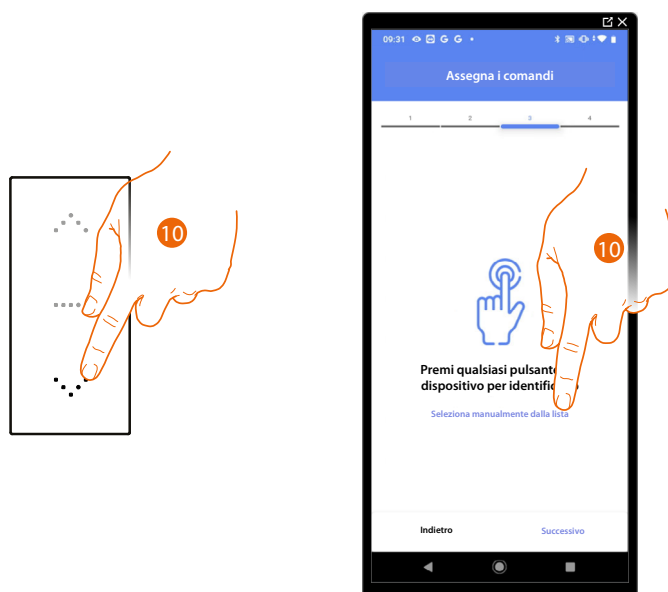 09:31 G G
Assegna i comandi
1 2 3 4
10
10
Premi qualsiasi pulsante
dispositivo per
Seleziona manualmente dalla lista
Indietro Successivo